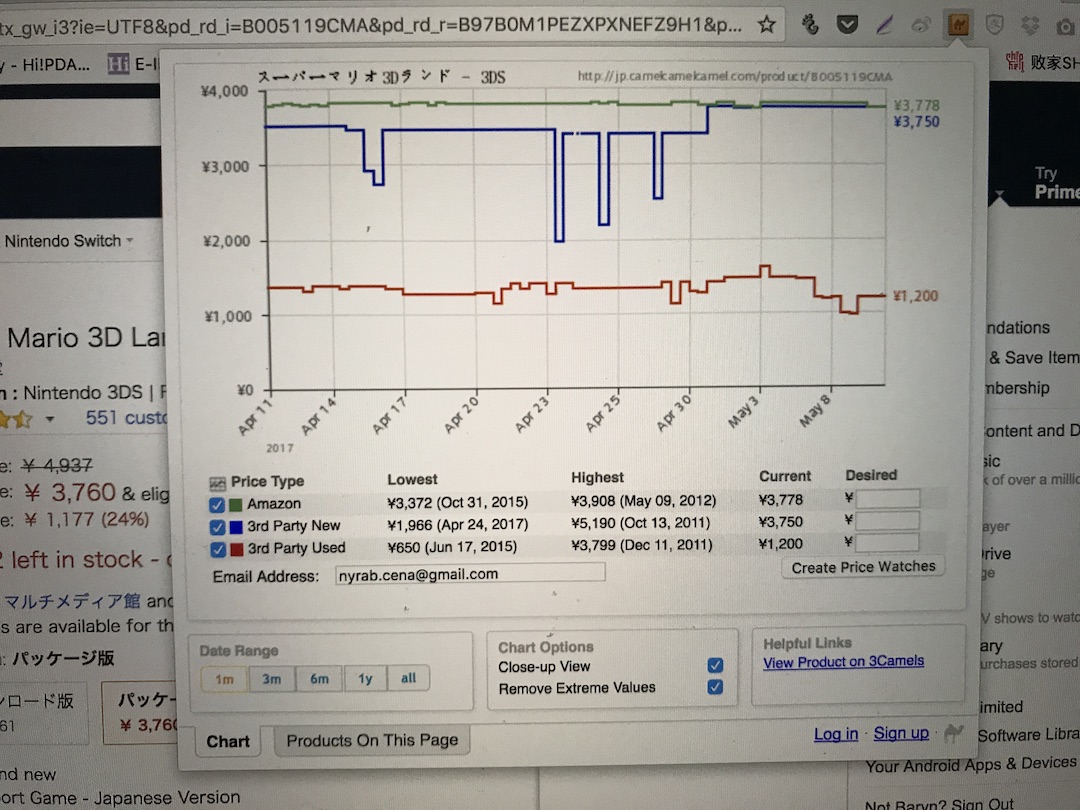 tx_gw_i3?ie=UTF8&pd_rd_i=B005119CMA&pd_rd_r=B97B0M1PEZXPXNEFZ9H1&p...
y - Hi!PDA... Hi E-I
败家SH
スーパーマリオ3Dランド - 3DS
http://jp.camelcamelcamel.com/product/B005119CMA
¥4,000
¥3,778
¥3,750
¥3,000
¥2,000
¥1,200
¥1,000
¥0
Apr 11
Apr 14
Apr 17
Apr 20
Apr 23
Apr 25
Apr 30
May 3
May 8
2017
Price Type Lowest Highest Current Desired
Amazon ¥3,372 (Oct 31, 2015) ¥3,908 (May 09, 2012) ¥3,778 ¥
3rd Party New ¥1,966 (Apr 24, 2017) ¥5,190 (Oct 13, 2011) ¥3,750 ¥
3rd Party Used ¥650 (Jun 17, 2015) ¥3,799 (Dec 11, 2011) ¥1,200 ¥
Email Address: nyrab.cena@gmail.com Create Price Watches
Date Range
1m 3m 6m 1y all
Chart Options
Close-up View
Remove Extreme Values
Helpful Links
View Product on 3Camels
Chart Products On This Page
Log in · Sign up ·
Nintendo Switch
Mario 3D La
n : Nintendo 3DS |
551 custo
e: ¥ 4,937
e: ¥ 3,760 & elig
e: ¥ 1,177 (24%)
2 left in stock -
マルチメディア館 and
s are available for th
: パッケージ版
ンロード版
61
パッケ
¥ 3,760
nd new
ort Game - Japanese Version
Try
Prime
ndations
& Save Item
mbership
ontent and D
sic
k of over a millio
ayer
rive
ge
V shows to watc
ary
urchases stored
imited
Software Libra
Your Android Apps & Devices
Not Baryn? Sign Out